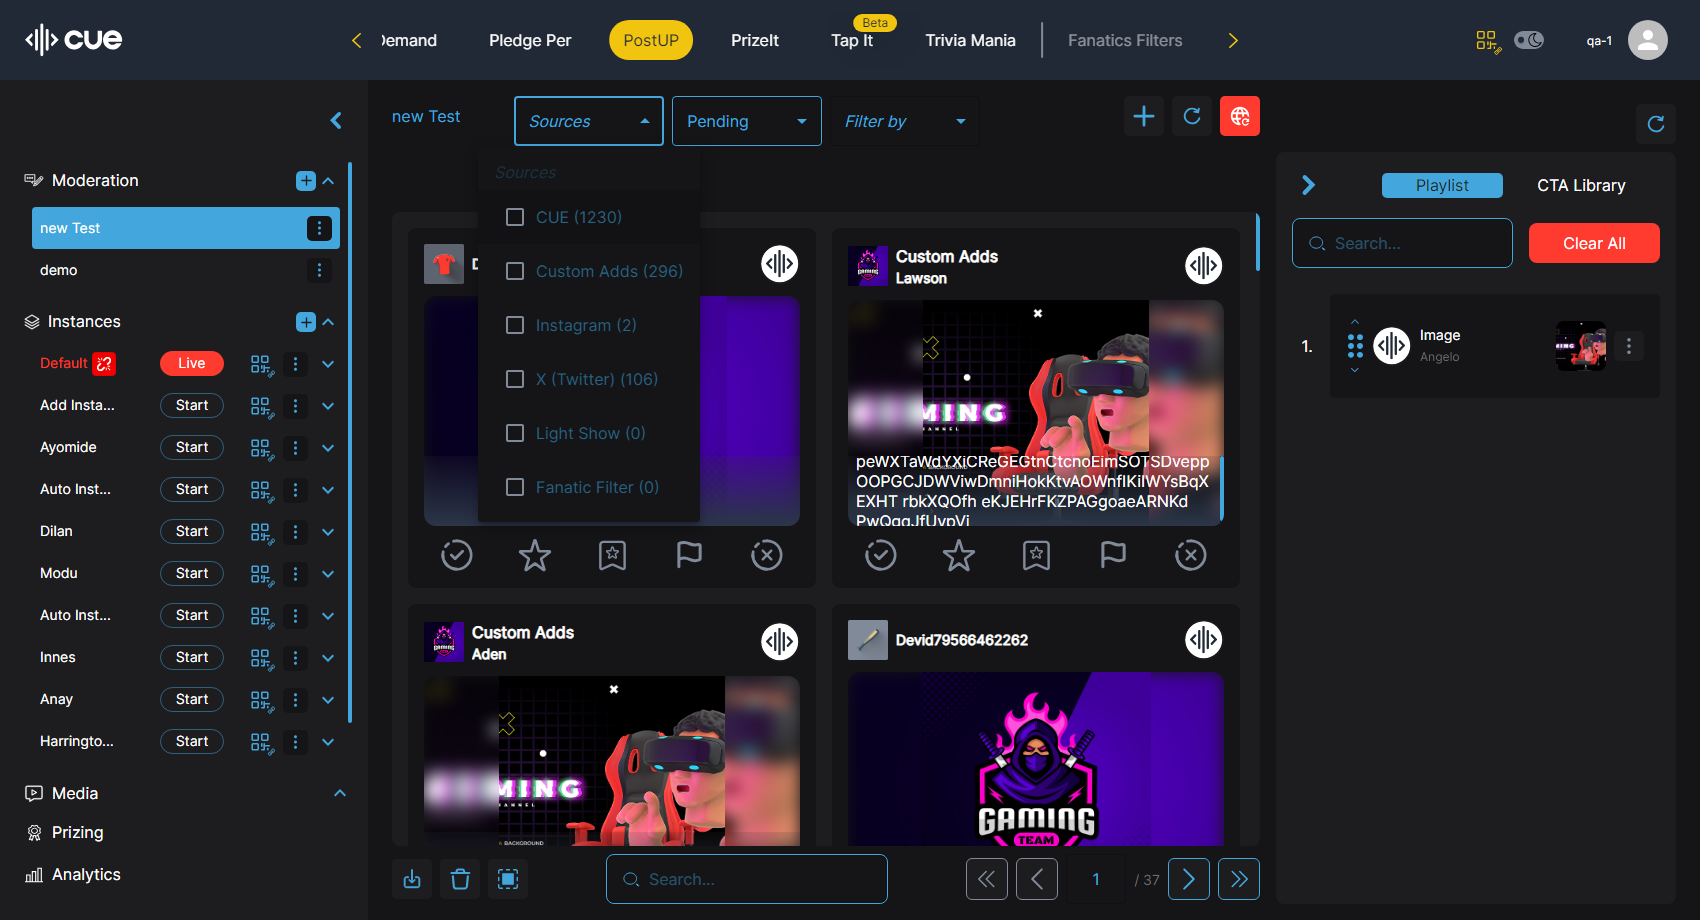 cue
Demand
Pledge Per
PostUP
PrizeIt
Beta
Tap It
Trivia Mania
Fanatics Filters
qa-1
Moderation
new Test
demo
Instances
Default
Live
Add Insta...
Start
Ayomide
Start
Auto Inst...
Start
Dilan
Start
Modu
Start
Auto Inst...
Start
Innes
Start
Anay
Start
Harringto...
Start
Media
Prizing
Analytics
new Test
Sources
Pending
Filter by
Sources
CUE (1230)
Custom Adds (296)
Instagram (2)
X (Twitter) (106)
Light Show (0)
Fanatic Filter (0)
Custom Adds
Lawson
MING
peWXTaWdYXiCReGEGtnCtcnoEimSOTSDvepp
OOPGCJDWViwDmniHokKtvAOWnfIKilWYsBqX
EXHT rbkXQOfh eKJEHrFKZPAGgoaeARNKd
PwQqqJfUypVj
Custom Adds
Aden
MING
BACKGROUND
Devid79566462262
GAMING
TEAM
Search...
1
/ 37
Playlist
CTA Library
Search...
Clear All
1.
Image
Angelo